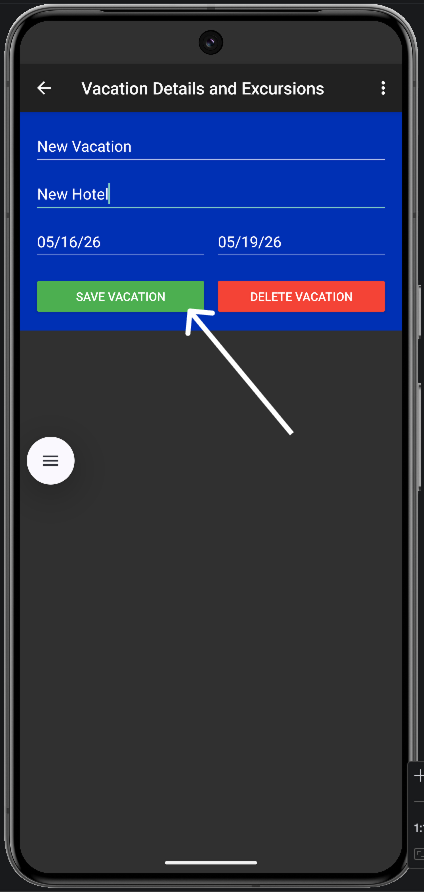 Vacation Details and Excursions
New Vacation
New Hotel
05/16/26 05/19/26
SAVE VACATION DELETE VACATION